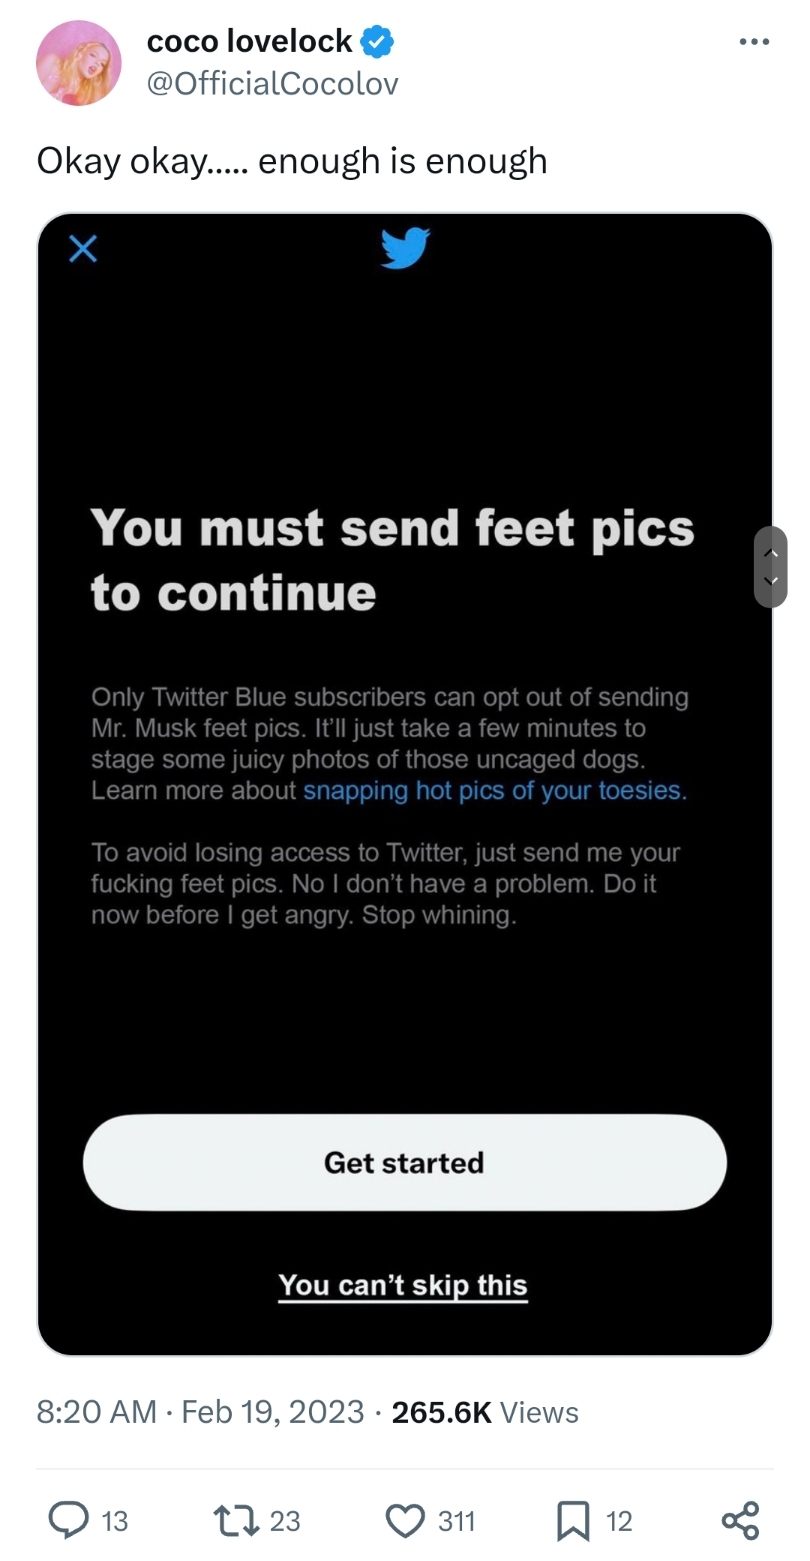 coco lovelock
@OfficialCocolov
Okay okay..... enough is enough
You must send feet pics
to continue
Only Twitter Blue subscribers can opt out of sending
Mr. Musk feet pics. It’ll just take a few minutes to
stage some juicy photos of those uncaged dogs.
Learn more about snapping hot pics of your toesies.
To avoid losing access to Twitter, just send me your
fucking feet pics. No I don’t have a problem. Do it
now before I get angry. Stop whining.
Get started
You can’t skip this
8:20 AM · Feb 19, 2023 · 265.6K Views
13 23 311 12